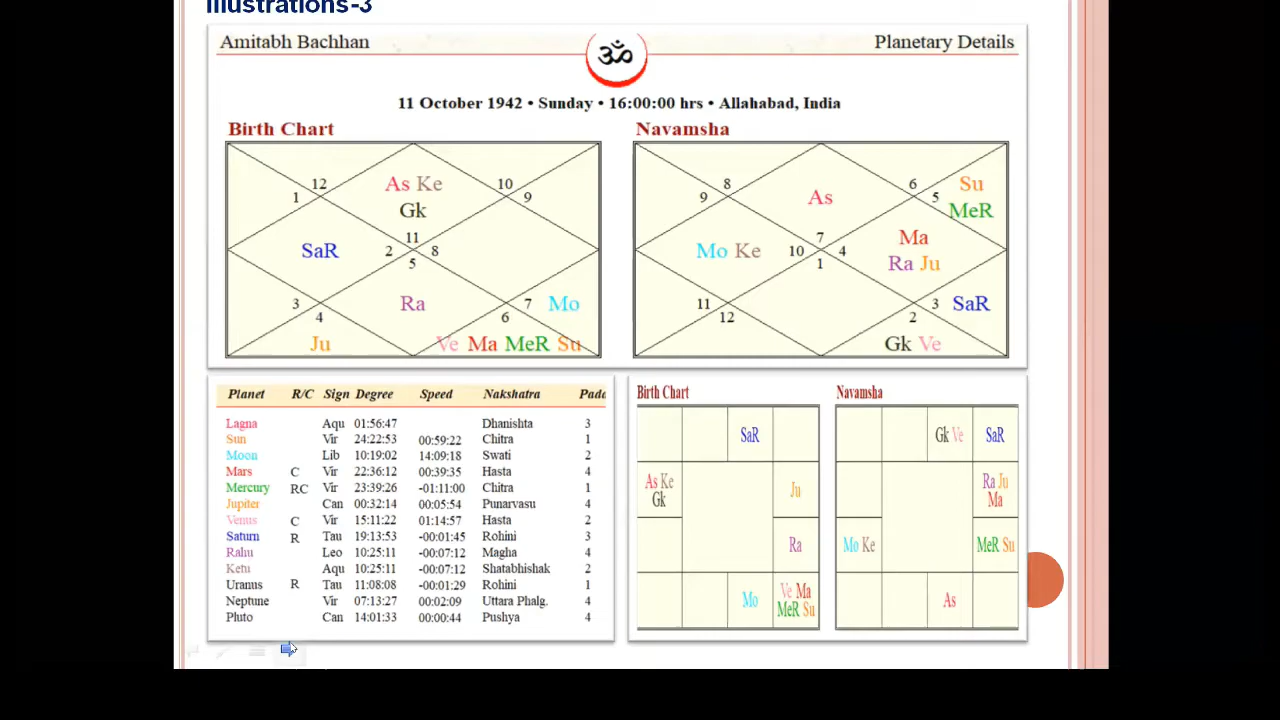 Illustrations-3
Amitabh Bachhan
ॐ
Planetary Details
11 October 1942 • Sunday • 16:00:00 hrs • Allahabad, India
Birth Chart
12
1
As Ke
Gk
10
9
SaR
2
11
8
5
3
4
Ra
7
Mo
6
Ju
Ve Ma MeR Su
Navamsha
8
9
As
6
5
Su
MeR
Mo Ke
10
7
4
1
Ma
Ra Ju
11
12
3
SaR
2
Gk Ve
Planet R/C Sign Degree Speed Nakshatra Pada
Lagna Aqu 01:56:47 Dhanishta 3
Sun Vir 24:22:53 00:59:22 Chitra 1
Moon Lib 10:19:02 14:09:18 Swati 2
Mars C Vir 22:36:12 00:39:35 Hasta 4
Mercury RC Vir 23:39:26 -01:11:00 Chitra 1
Jupiter Can 00:32:14 00:05:54 Punarvasu 4
Venus C Vir 15:11:22 01:14:57 Hasta 2
Saturn R Tau 19:13:53 -00:01:45 Rohini 3
Rahu Leo 10:25:11 -00:07:12 Magha 4
Ketu Aqu 10:25:11 -00:07:12 Shatabhishak 2
Uranus R Tau 11:08:08 -00:01:29 Rohini 1
Neptune Vir 07:13:27 00:02:09 Uttara Phalg. 4
Pluto Can 14:01:33 00:00:44 Pushya 4
Birth Chart
SaR
As Ke
Gk
Ju
Ra
Mo
Ve Ma
MeR Su
Navamsha
Gk Ve
SaR
Ra Ju
Ma
Mo Ke
MeR Su
As